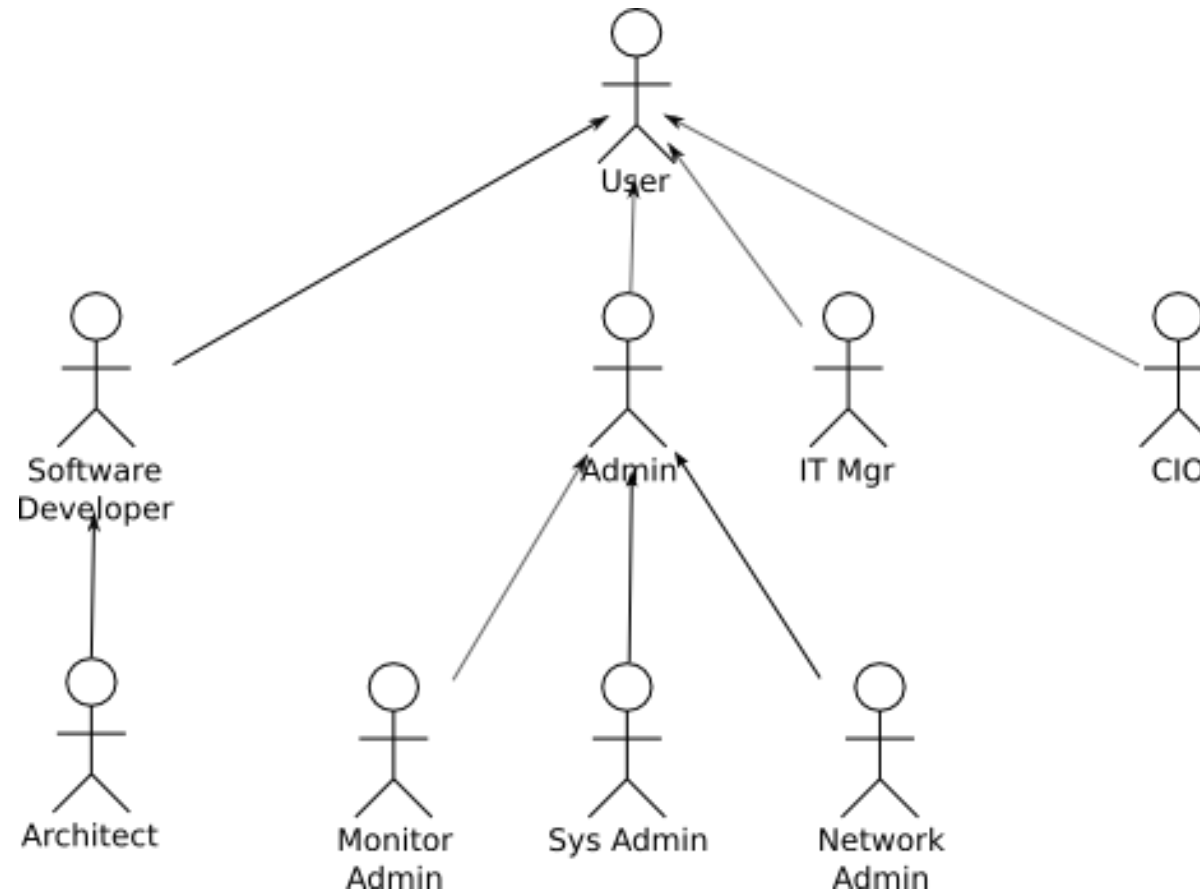 User
Software
Developer
Admin
IT Mgr
CIO
Architect
Monitor
Admin
Sys Admin
Network
Admin